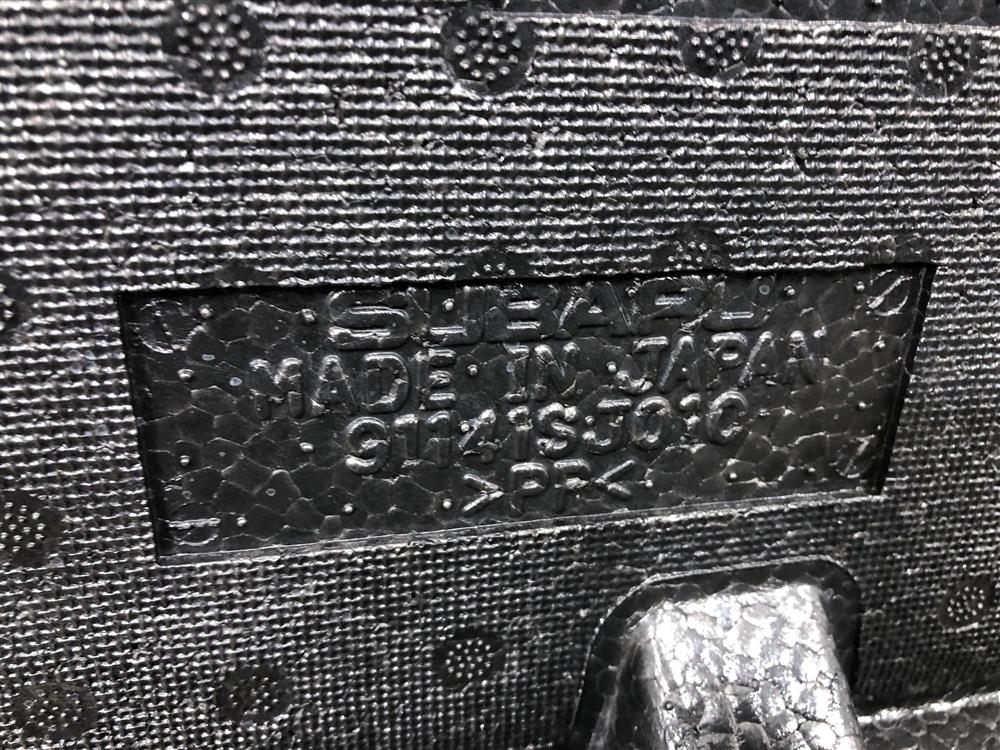 SUBARU
MADE IN JAPAN
91141SJ010
>PP<